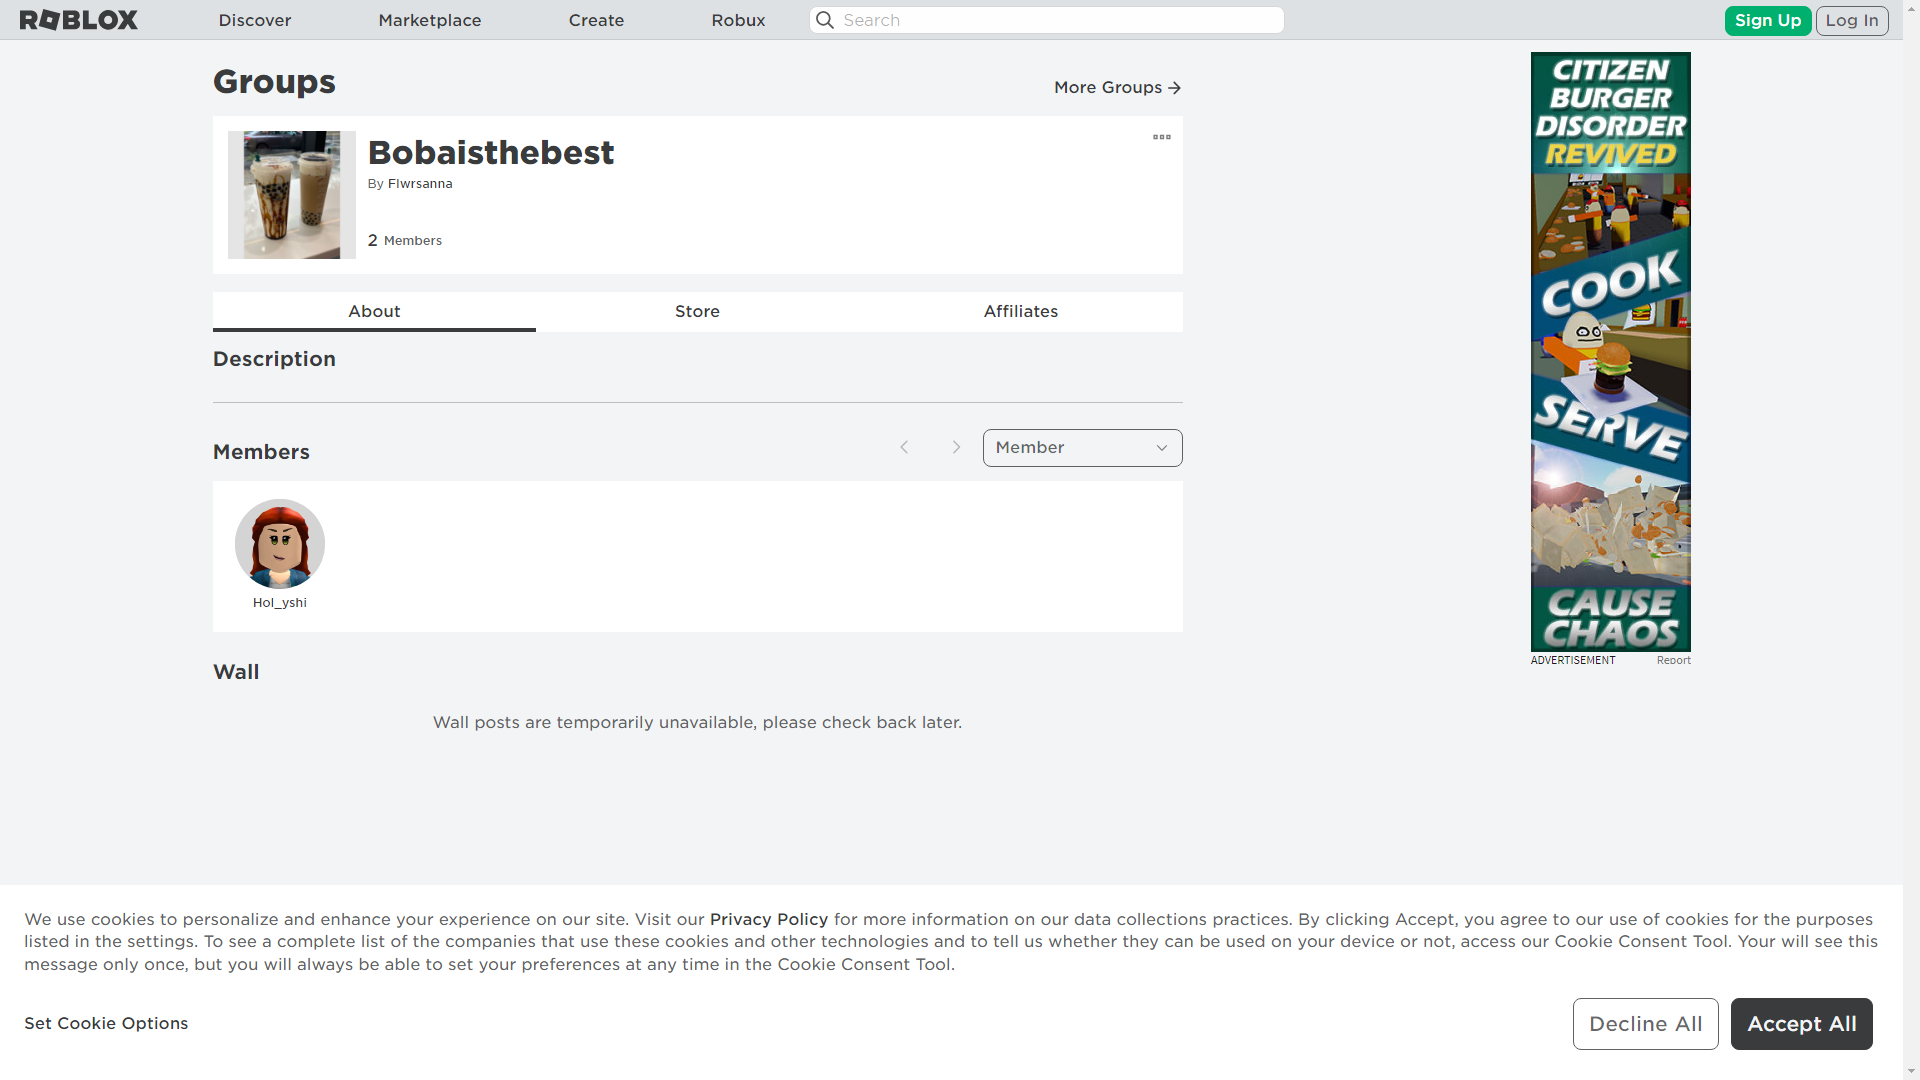 ROBLOX
Discover
Marketplace
Create
Robux
Search
Sign Up
Log In
Groups
More Groups
Bobaisthebest
By Flwrsanna
2 Members
About
Store
Affiliates
Description
Members
Member
Hol_yshi
Wall
Wall posts are temporarily unavailable, please check back later.
CITIZEN
BURGER
DISORDER
REVIVED
COOK
SERVE
CAUSE
CHAOS
ADVERTISEMENT
Report
We use cookies to personalize and enhance your experience on our site. Visit our Privacy Policy for more information on our data collections practices. By clicking Accept, you agree to our use of cookies for the purposes
listed in the settings. To see a complete list of the companies that use these cookies and other technologies and to tell us whether they can be used on your device or not, access our Cookie Consent Tool. Your will see this
message only once, but you will always be able to set your preferences at any time in the Cookie Consent Tool.
Set Cookie Options
Decline All
Accept All